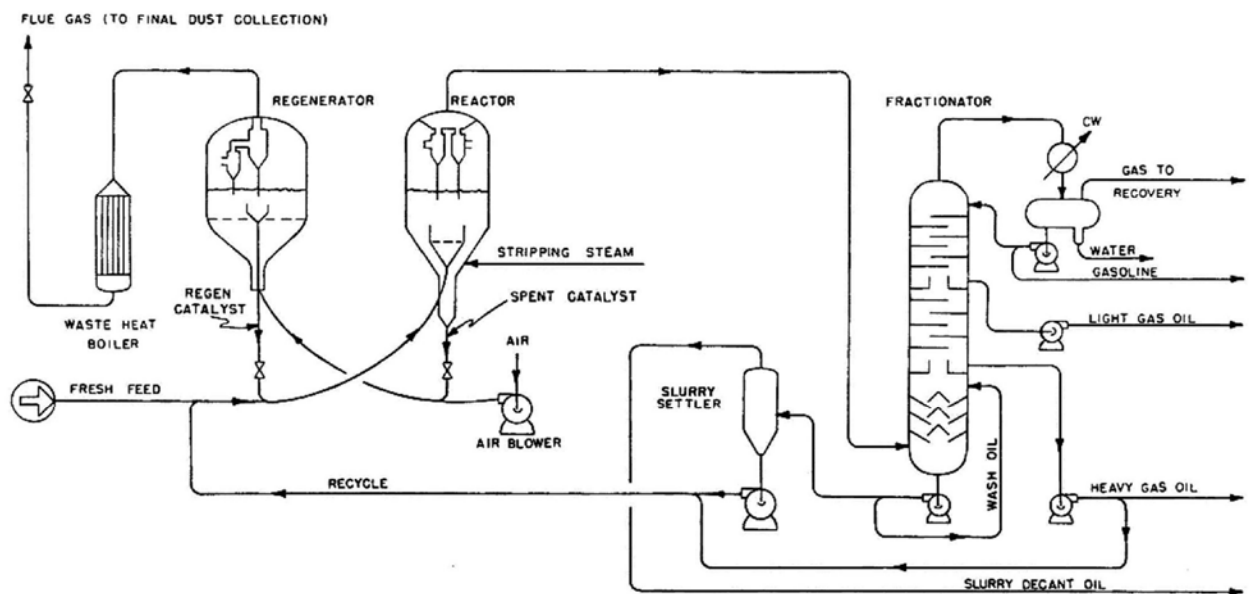 FLUE GAS (TO FINAL DUST COLLECTION)
REGENERATOR
REACTOR
FRACTIONATOR
CW
GAS TO
RECOVERY
STRIPPING STEAM
WATER
GASOLINE
REGEN
CATALYST
SPENT CATALYST
LIGHT GAS OIL
WASTE HEAT
BOILER
AIR
FRESH FEED
SLURRY
SETTLER
AIR BLOWER
WASH OIL
RECYCLE
HEAVY GAS OIL
SLURRY DECANT OIL